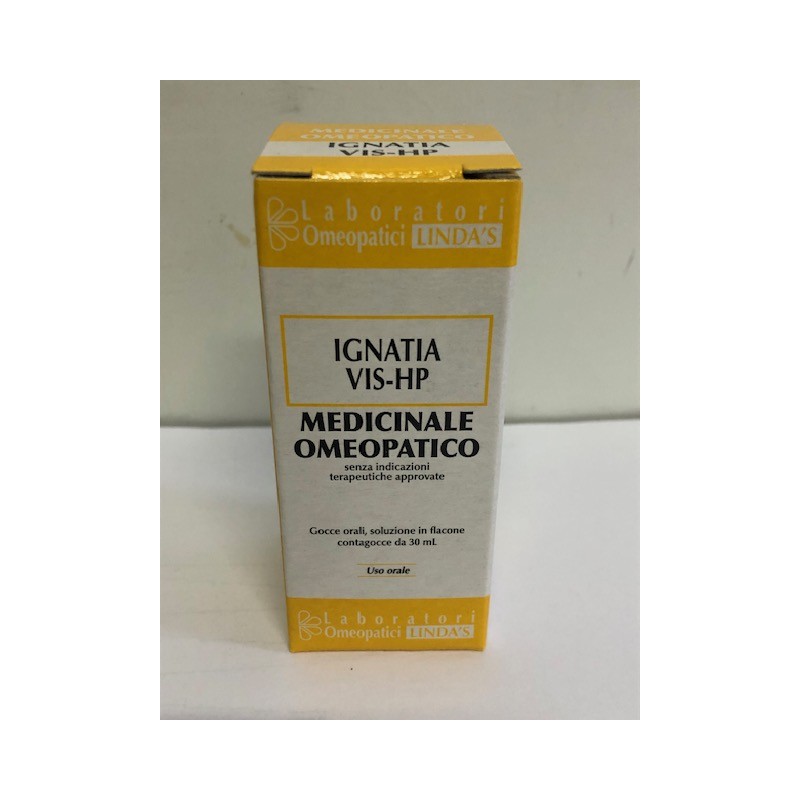 MEDICINALE
OMEOPATICO
IGNATIA
VIS-HP
Laboratori
Omeopatici LINDA'S
IGNATIA
VIS-HP
MEDICINALE
OMEOPATICO
senza indicazioni
terapeutiche approvate
Gocce orali, soluzione in flacone
contagocce da 30 mL
Uso orale
Laboratori
Omeopatici LINDA'S